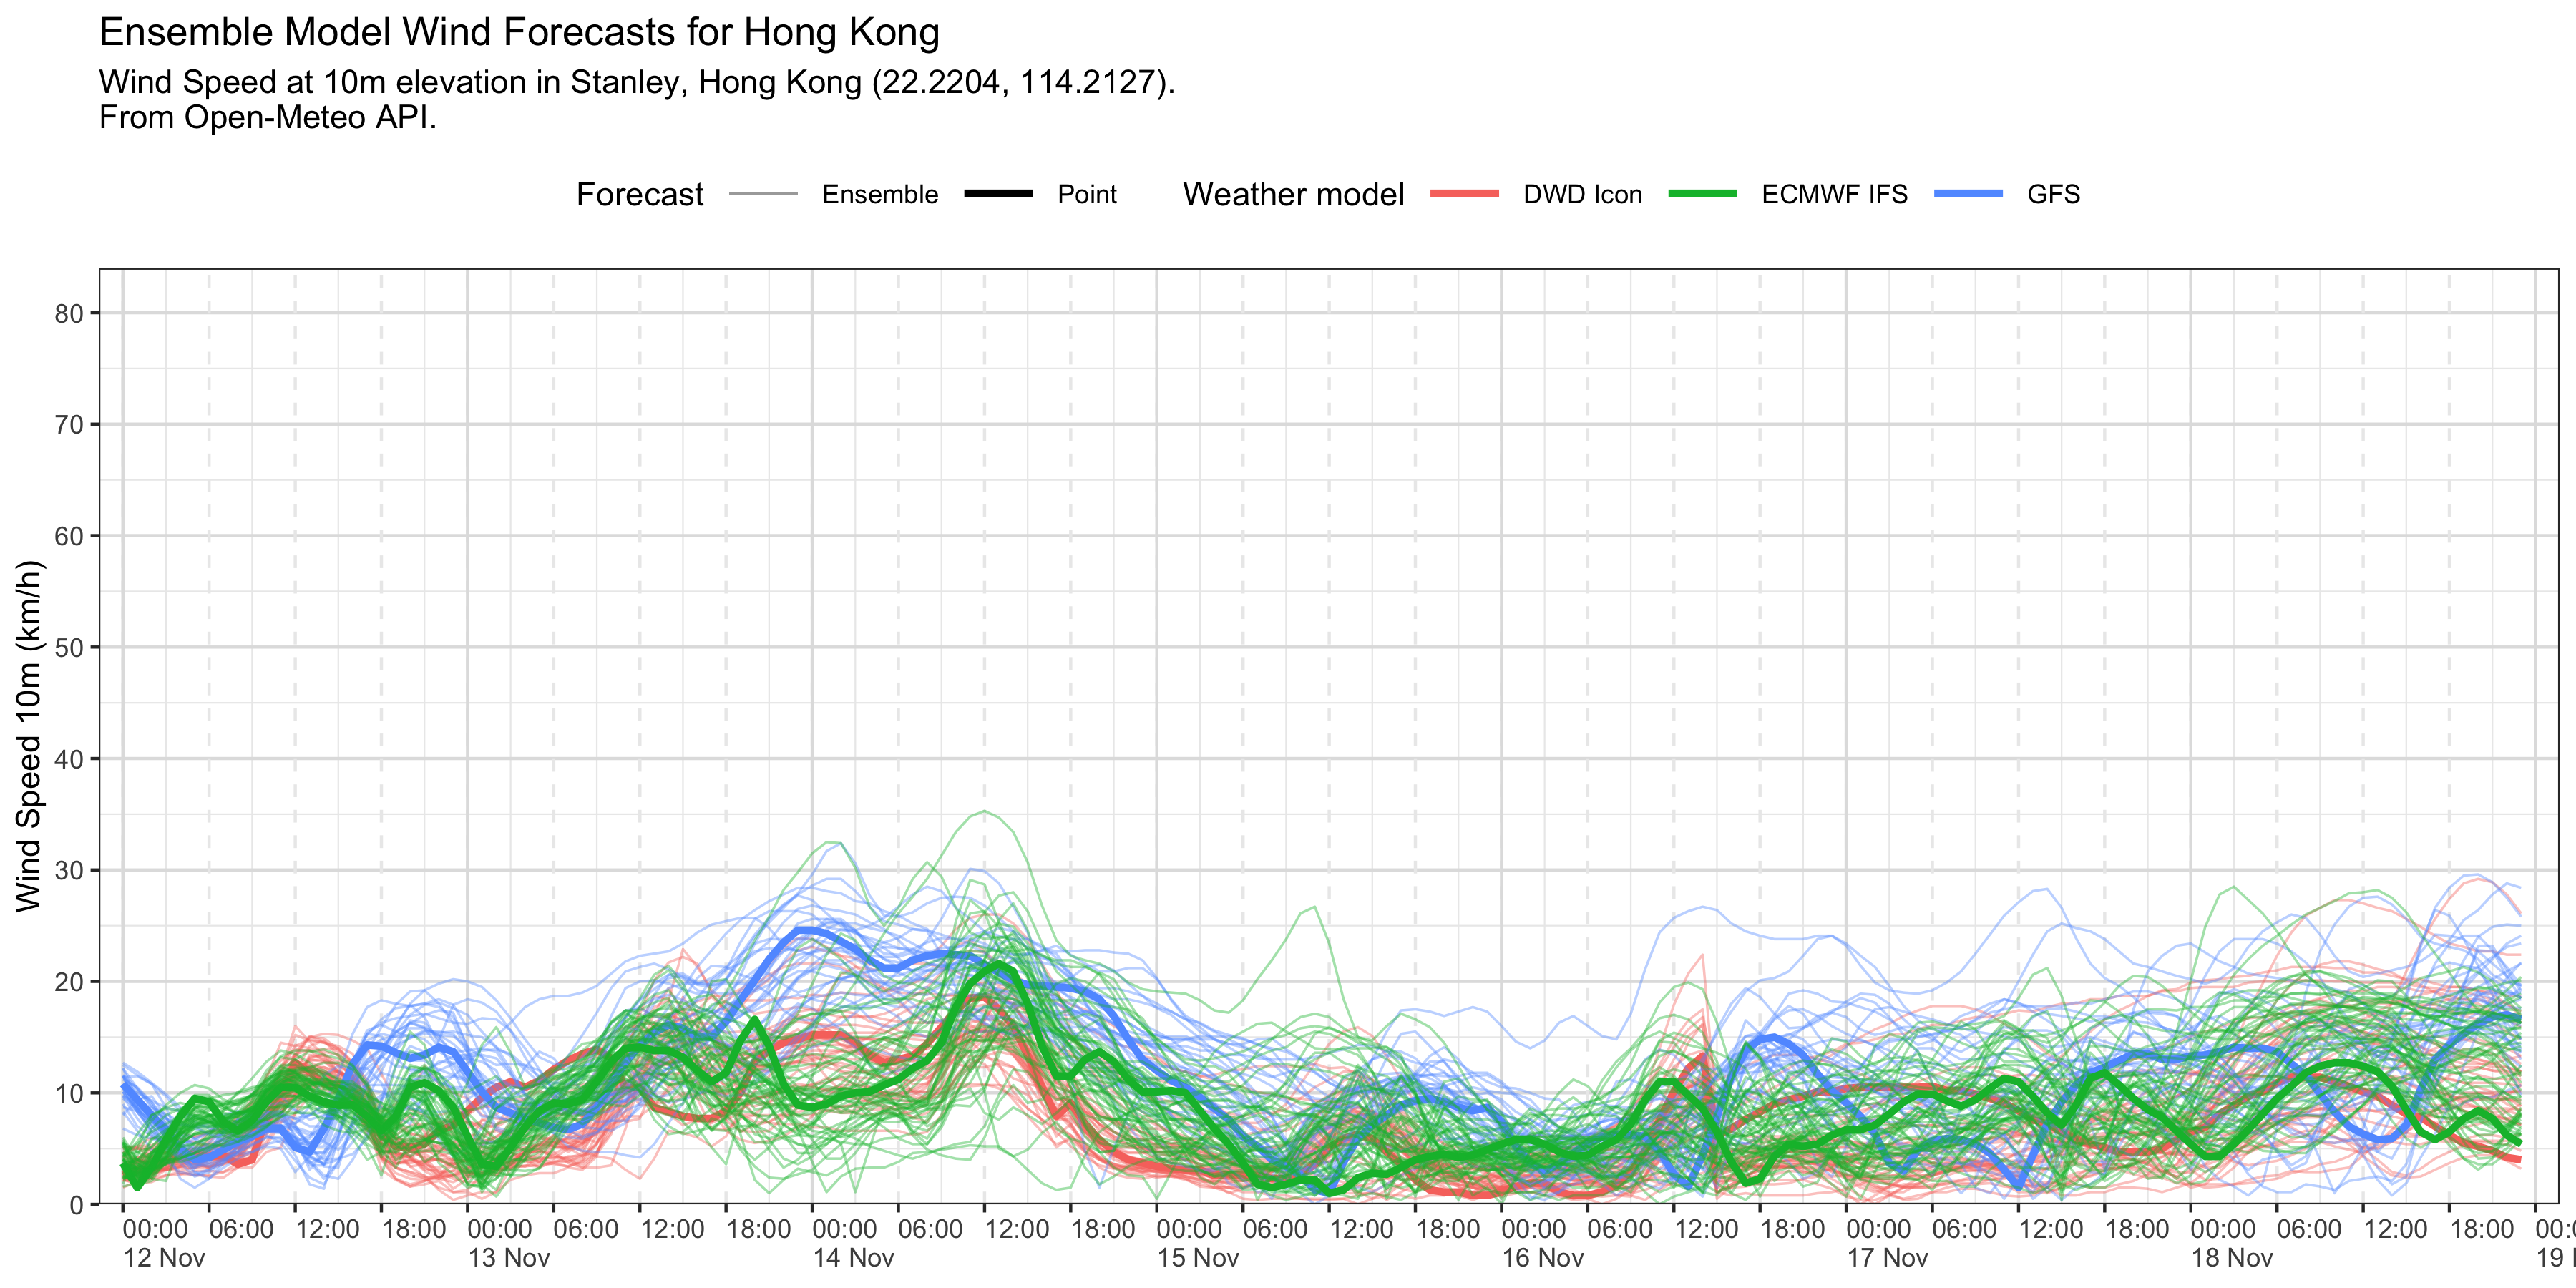 Ensemble Model Wind Forecasts for Hong Kong
Wind Speed at 10m elevation in Stanley, Hong Kong (22.2204, 114.2127).
From Open-Meteo API.
Forecast Ensemble Point Weather model DWD Icon ECMWF IFS GFS
Wind Speed 10m (km/h)
80
70
60
50
40
30
20
10
0
00:00 06:00 12:00 18:00 00:00 06:00 12:00 18:00 00:00 06:00 12:00 18:00 00:00 06:00 12:00 18:00 00:00 06:00 12:00 18:00 00:00 06:00 12:00 18:00 00:00 06:00 12:00 18:00 00:
12 Nov 13 Nov 14 Nov 15 Nov 16 Nov 17 Nov 18 Nov 19